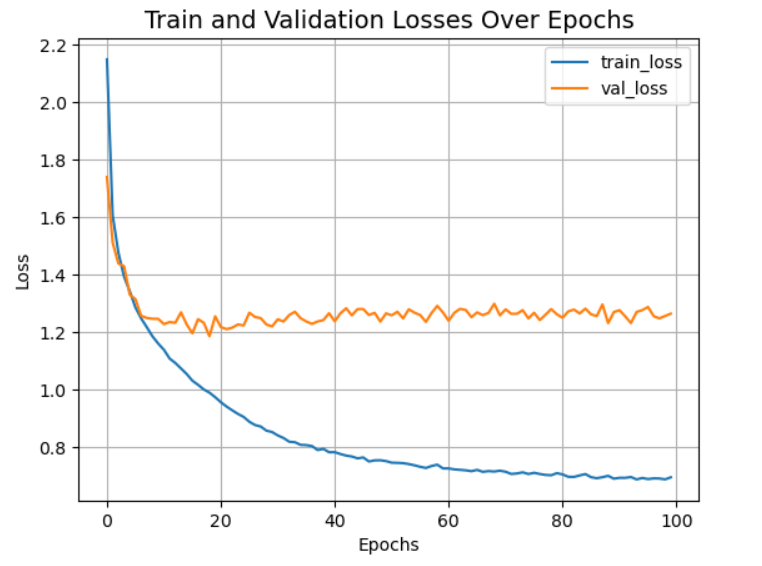 Train and Validation Losses Over Epochs
2.2
2.0
1.8
1.6
1.4
1.2
1.0
0.8
Loss
train_loss
val_loss
0 20 40 60 80 100
Epochs